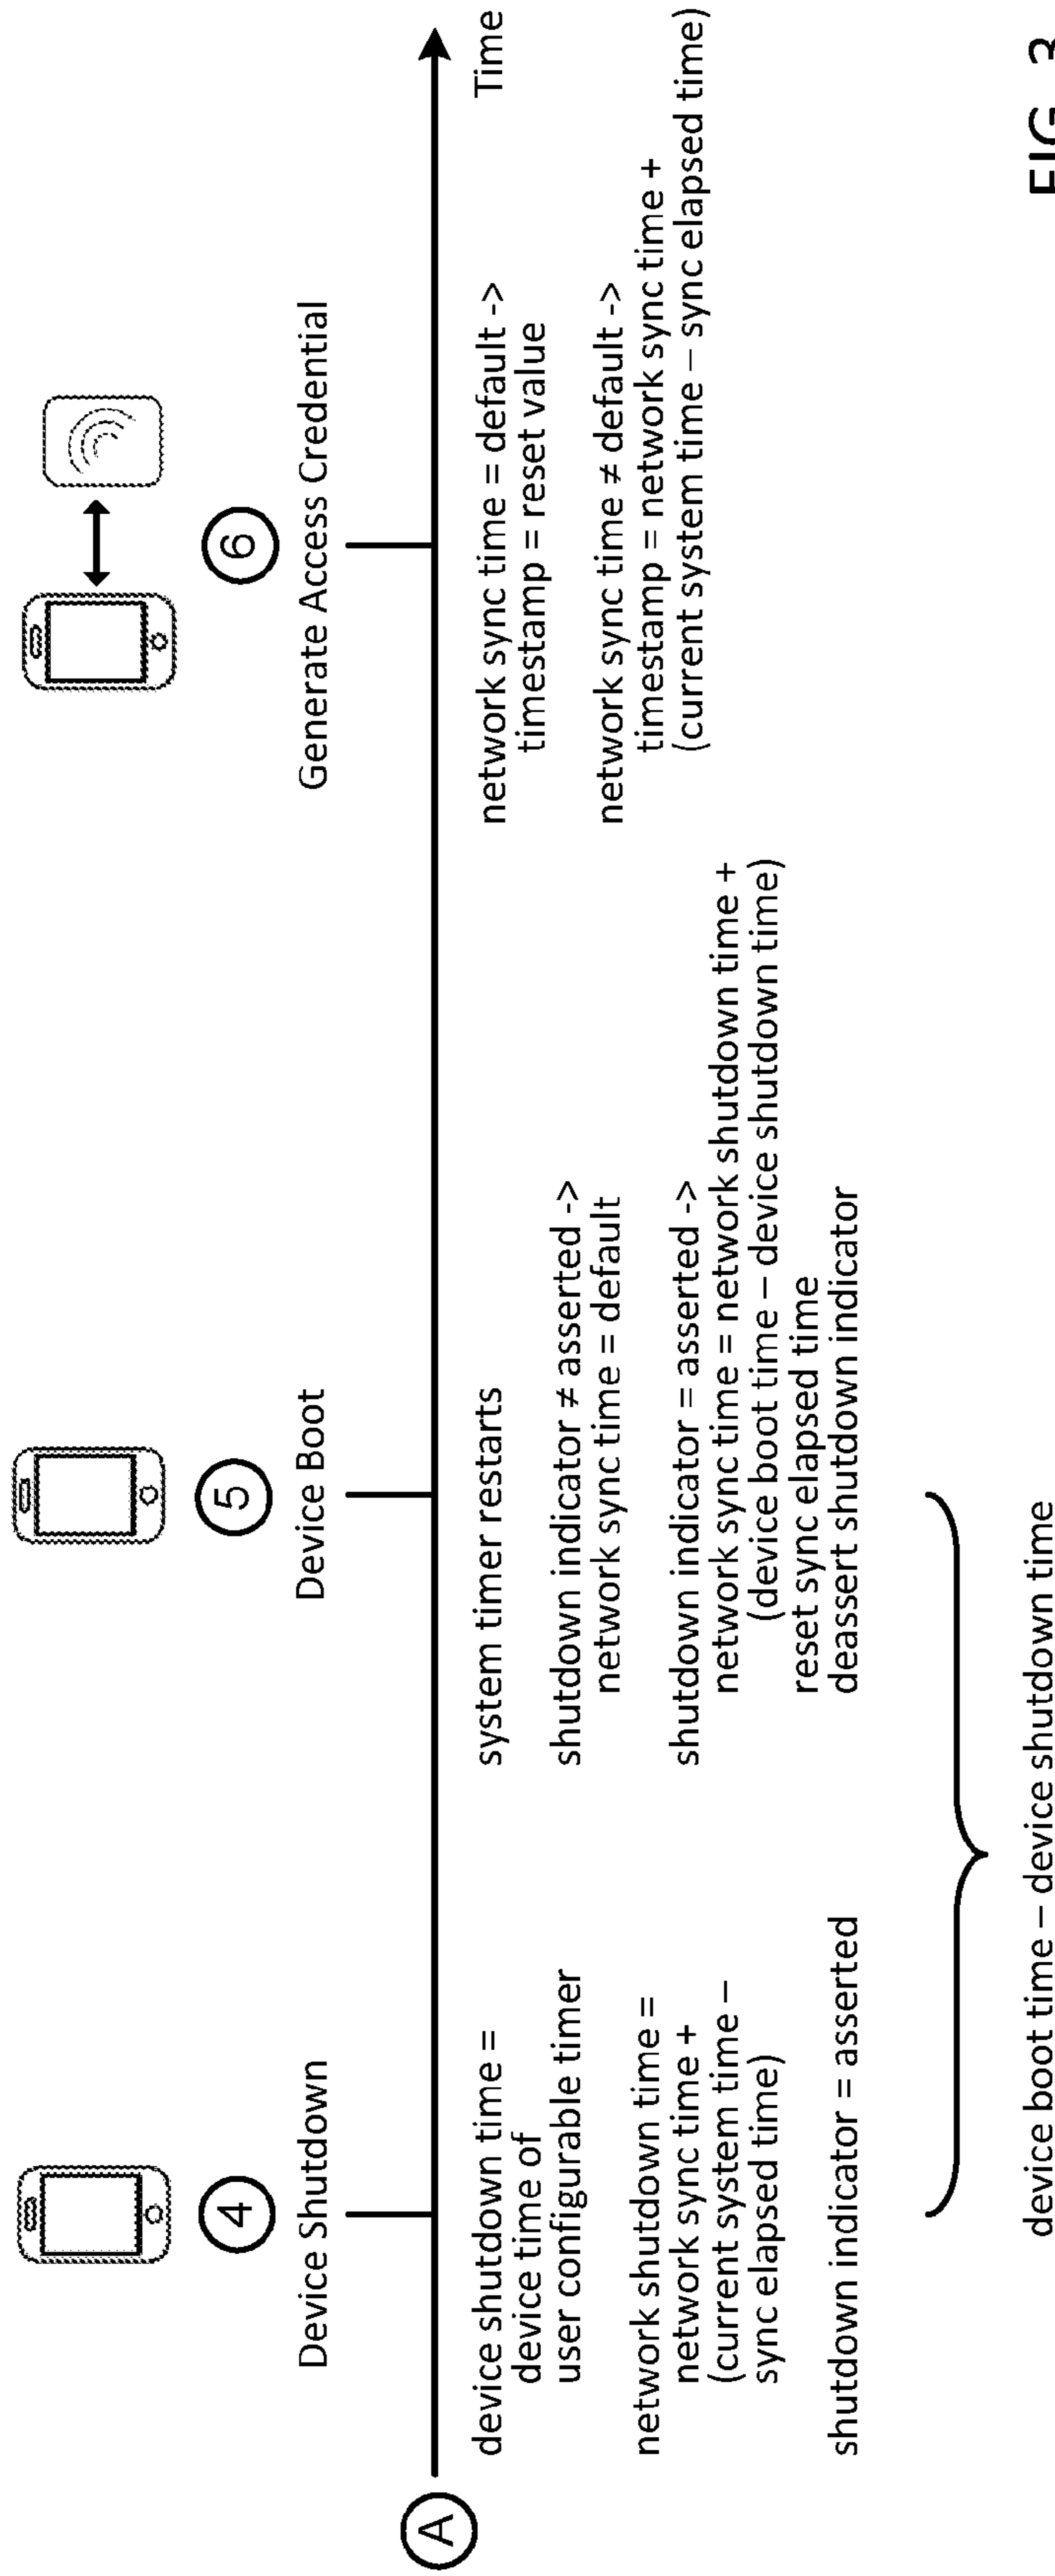 4
Device Shutdown
5
Device Boot
6
Generate Access Credential
A
Time
device shutdown time =
device time of
user configurable timer
network shutdown time =
network sync time +
(current system time –
sync elapsed time)
shutdown indicator = asserted
system timer restarts
shutdown indicator ≠ asserted ->
network sync time = default
shutdown indicator = asserted ->
network sync time = network shutdown time +
(device boot time – device shutdown time)
reset sync elapsed time
deassert shutdown indicator
network sync time = default ->
timestamp = reset value
network sync time ≠ default ->
timestamp = network sync time +
(current system time – sync elapsed time)
device boot time – device shutdown time
FIG. 3